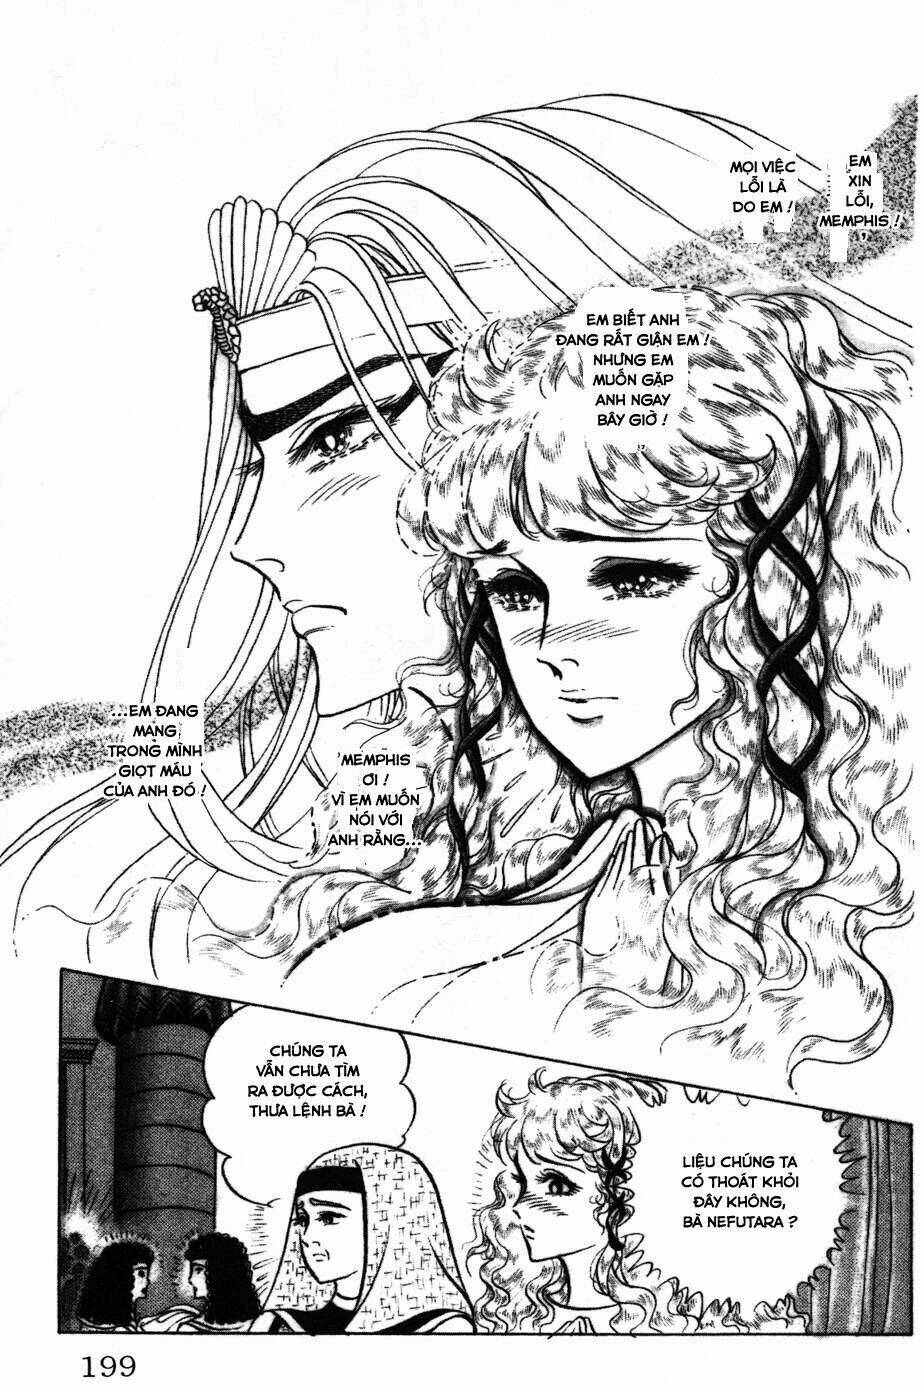 EM
XIN
LỖI,
MEMPHIS !
MỌI VIỆC
LỖI LÀ
DO EM !
EM BIẾT ANH
ĐANG RẤT GIẬN EM !
NHƯNG EM
MUỐN GẶP
ANH NGAY
BÂY GIỜ !
MEMPHIS
ƠI !
VÌ EM MUỐN
NÓI VỚI
ANH RẰNG...
...EM ĐANG
MANG
TRONG MÌNH
GIỌT MÁU
CỦA ANH ĐÓ !
LIỆU CHÚNG TA
CÓ THOÁT KHỎI
ĐÂY KHÔNG,
BÀ NEFUTARA ?
CHÚNG TA
VẪN CHƯA TÌM
RA ĐƯỢC CÁCH,
THƯA LỆNH BÀ !
199